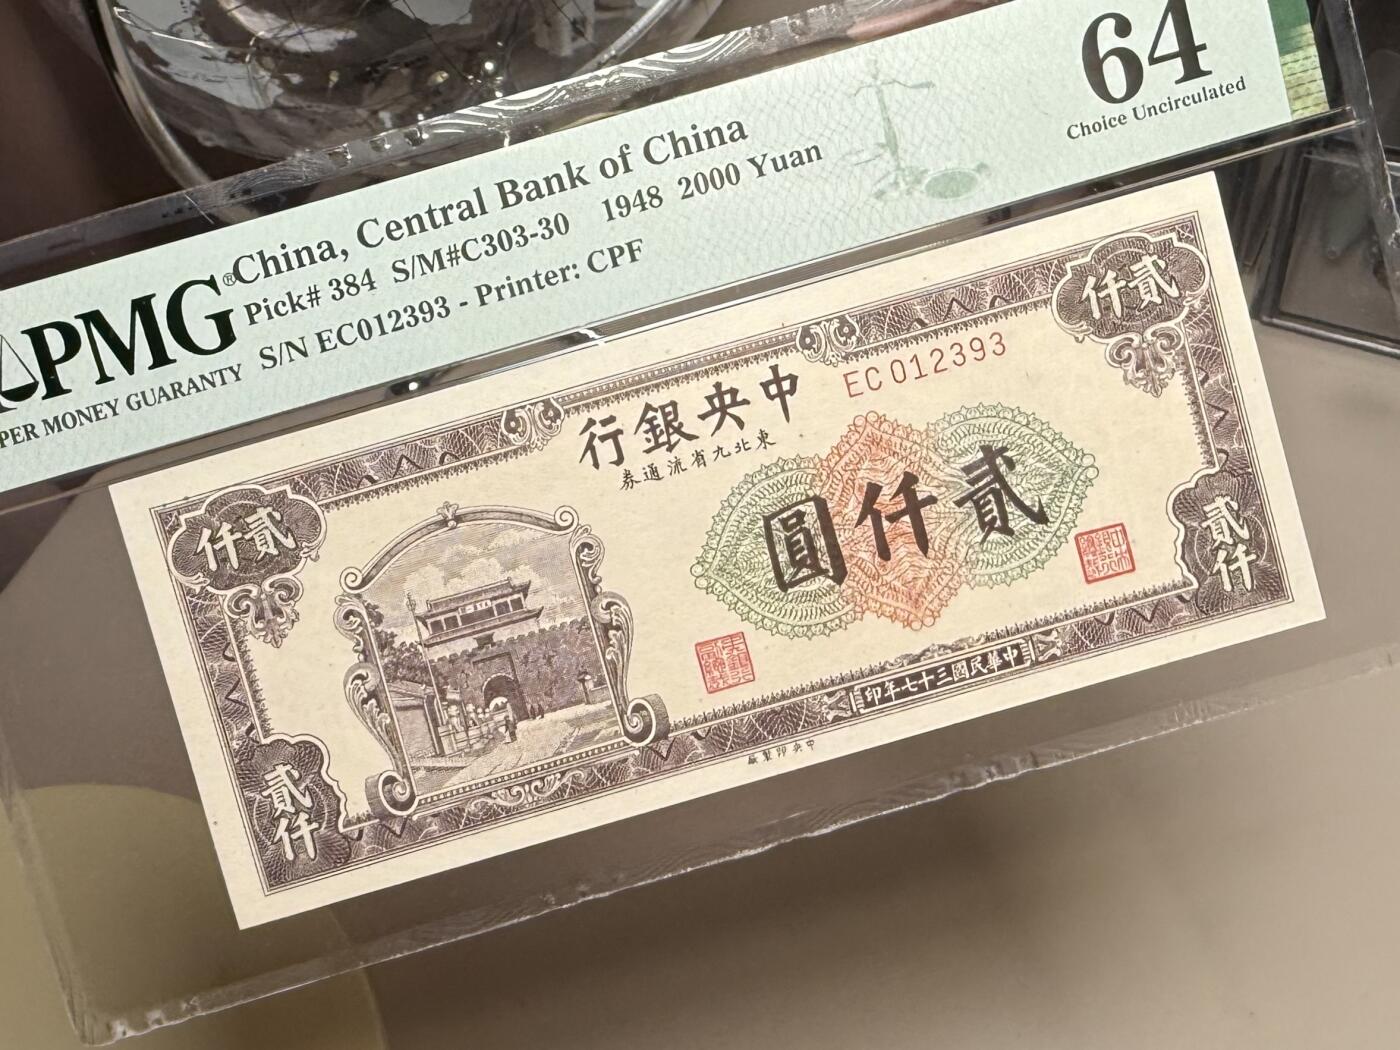 64
Choice Uncirculated
China, Central Bank of China
Pick# 384 S/M#C303-30 1948 2000 Yuan
S/N EC012393 - Printer: CPF
PMG®
PER MONEY GUARANTY
仟貳
仟貳
行銀央中
EC012393
券通流省九北東
圓仟貳
貳仟
貳仟
印年七十三國民華中
廠製印央中